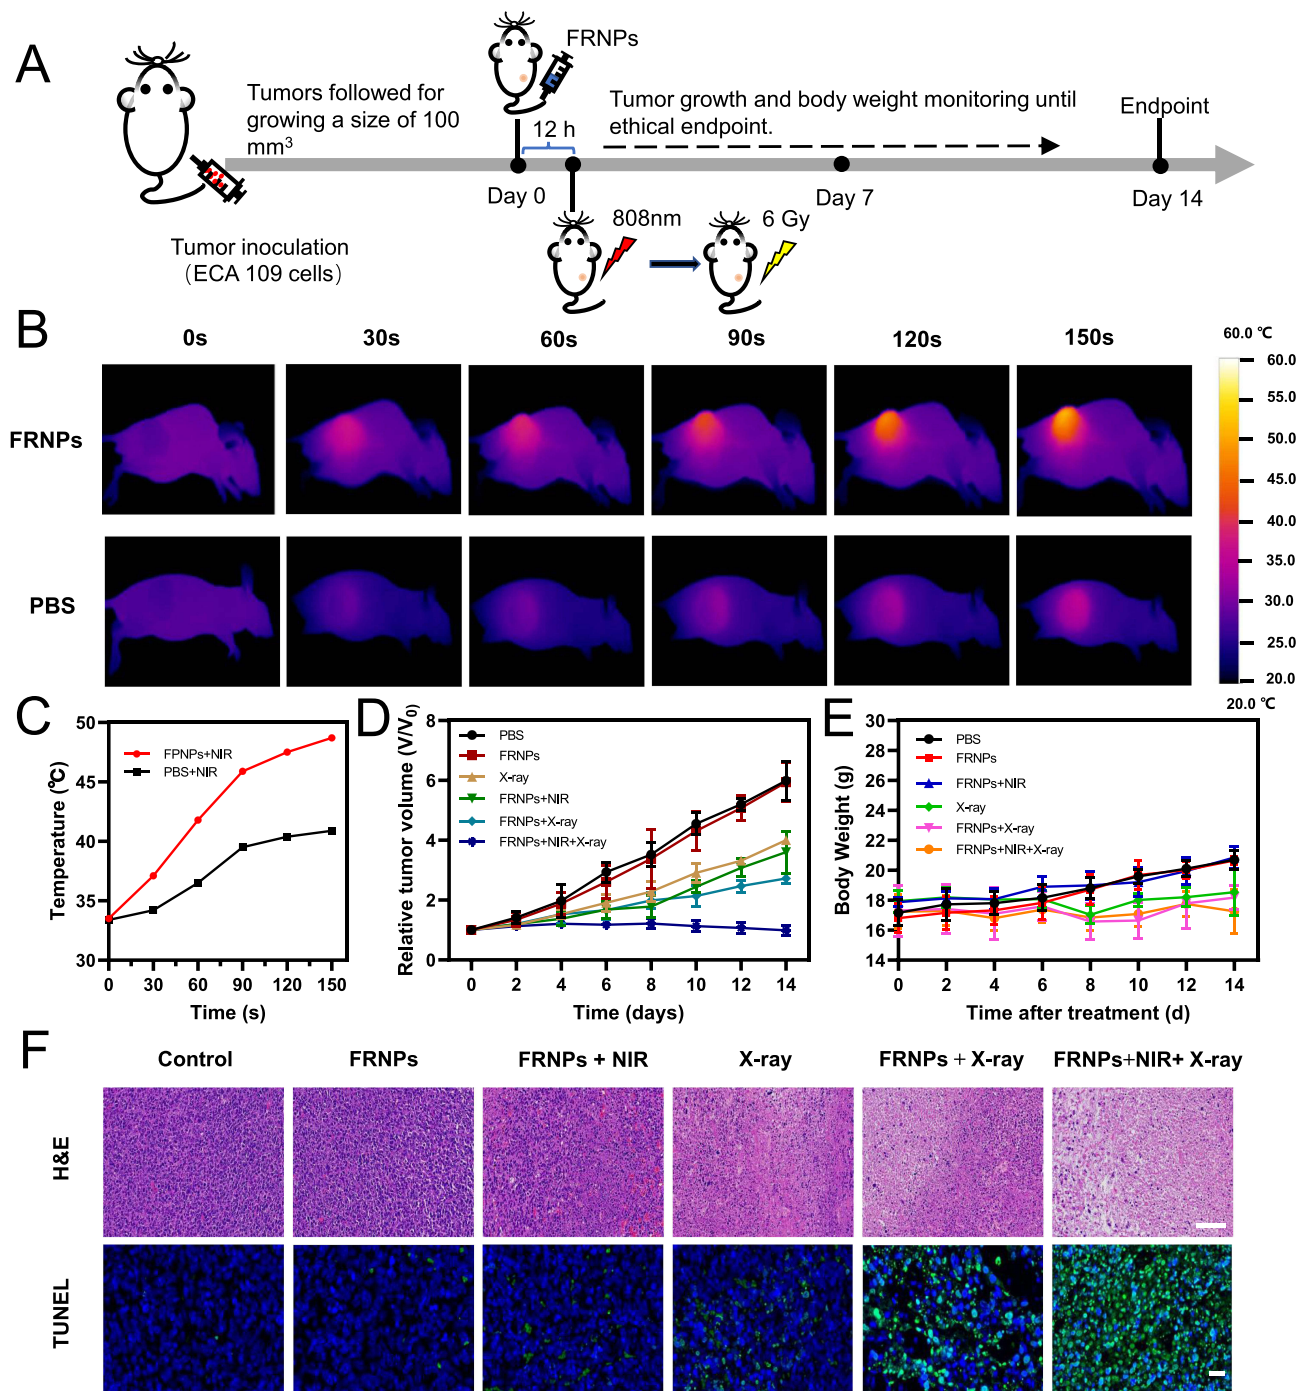 A
FRNPs
Tumors followed for
growing a size of 100
mm³
12 h
Tumor growth and body weight monitoring until
ethical endpoint.
Endpoint
Day 0
Day 7
Day 14
808nm
6 Gy
Tumor inoculation
(ECA 109 cells)
B
0s 30s 60s 90s 120s 150s
60.0 ℃
FRNPs
PBS
60.0
55.0
50.0
45.0
40.0
35.0
30.0
25.0
20.0
20.0 ℃
C
Temperature (℃)
50
45
40
35
30
FPNPs+NIR
PBS+NIR
0 30 60 90 120 150
Time (s)
D
Relative tumor volume (V/V0)
8
6
4
2
0
PBS
FRNPs
X-ray
FRNPs+NIR
FRNPs+X-ray
FRNPs+NIR+X-ray
0 2 4 6 8 10 12 14
Time (days)
E
Body Weight (g)
30
28
26
24
22
20
18
16
14
PBS
FRNPs
FRNPs+NIR
X-ray
FRNPs+X-ray
FRNPs+NIR+X-ray
0 2 4 6 8 10 12 14
Time after treatment (d)
F
Control FRNPs FRNPs + NIR X-ray FRNPs + X-ray FRNPs+NIR+ X-ray
H&E
TUNEL